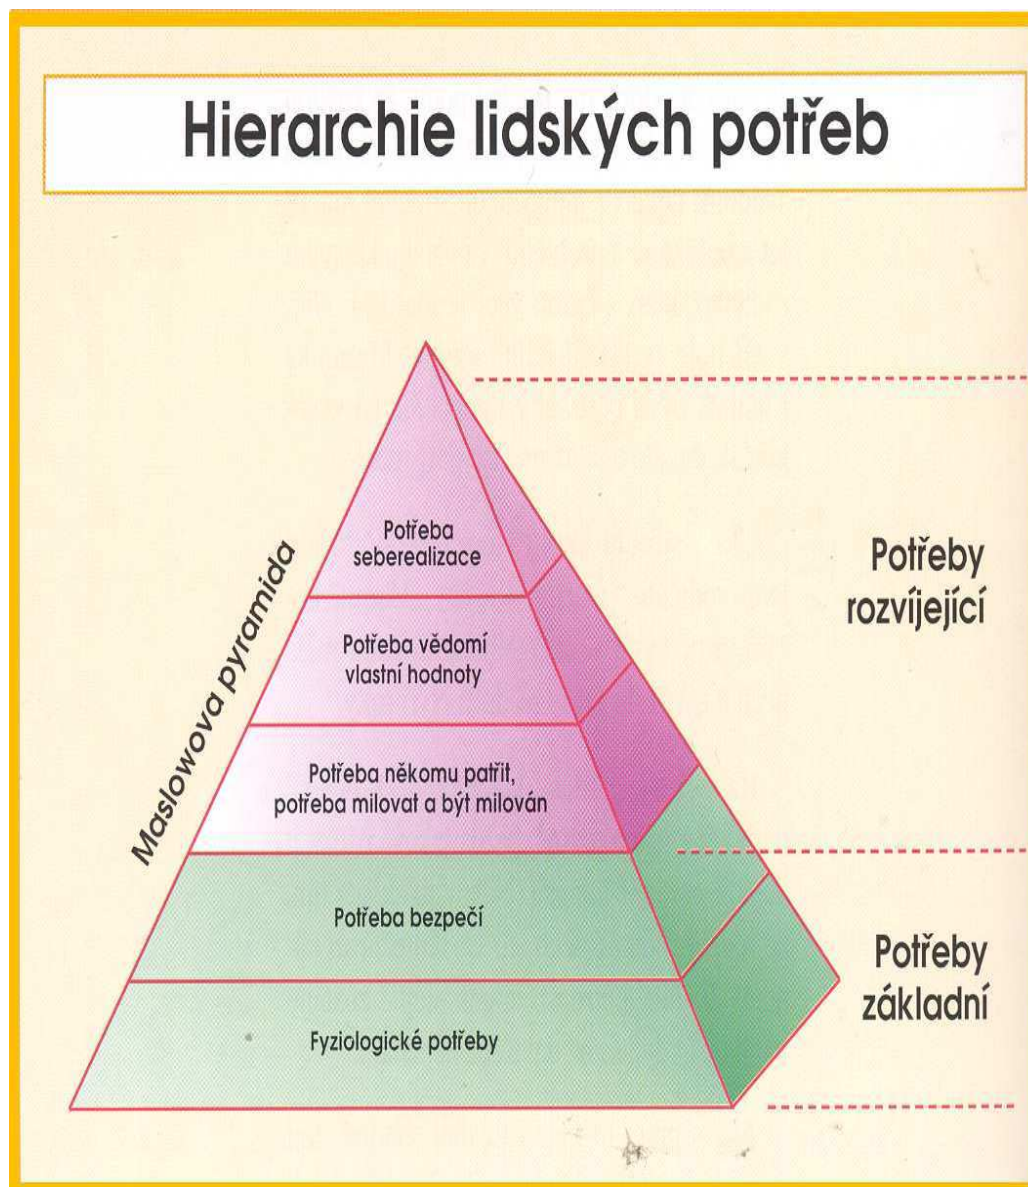 Hierarchie lidských potřeb
Potřeba
seberealizace
Potřeba vědomí
vlastní hodnoty
Potřeba někomu patřit,
potřeba milovat a být milován
Potřeba bezpečí
Fyziologické potřeby
Maslowova pyramida
Potřeby
rozvíjející
Potřeby
základní